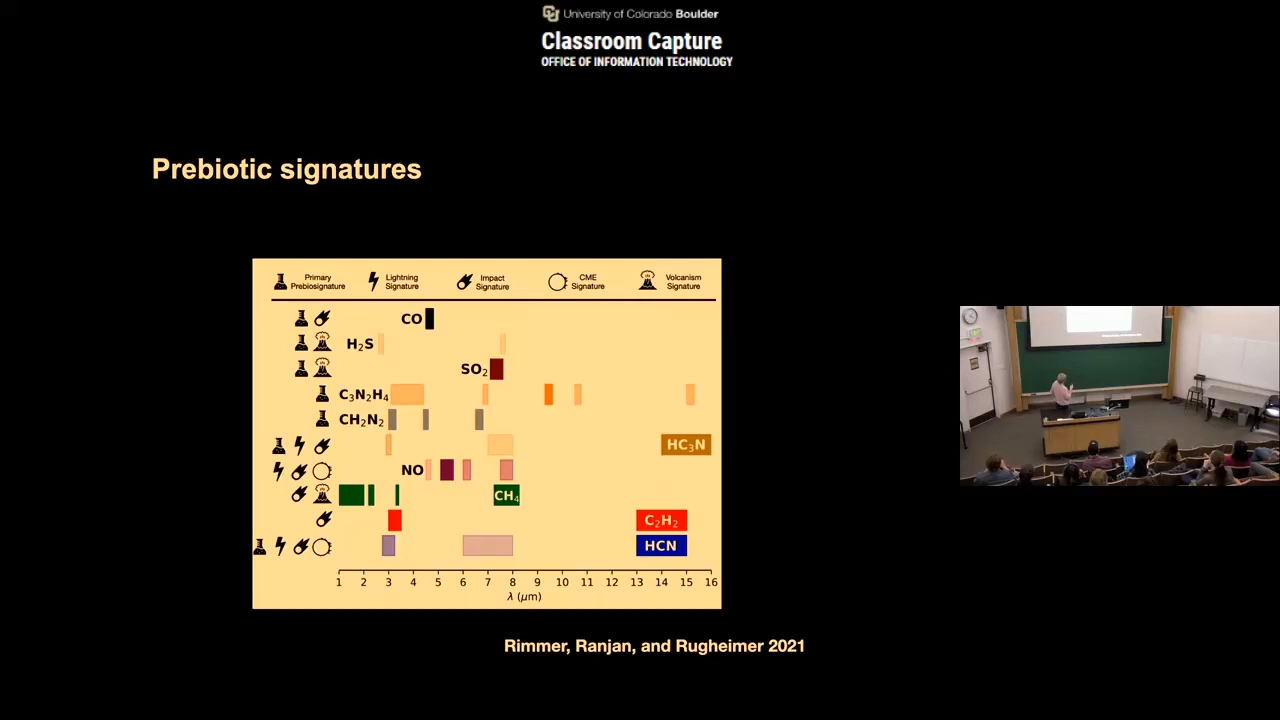 University of Colorado Boulder
Classroom Capture
OFFICE OF INFORMATION TECHNOLOGY
Prebiotic signatures
Primary Prebiosignature
Lightning Signature
Impact Signature
CME Signature
Volcanism Signature
CO
H₂S
SO₂
C₃N₂H₄
CH₂N₂
HC₃N
NO
CH₄
C₂H₂
HCN
1 2 3 4 5 6 7 8 9 10 11 12 13 14 15 16
λ (μm)
Rimmer, Ranjan, and Rugheimer 2021